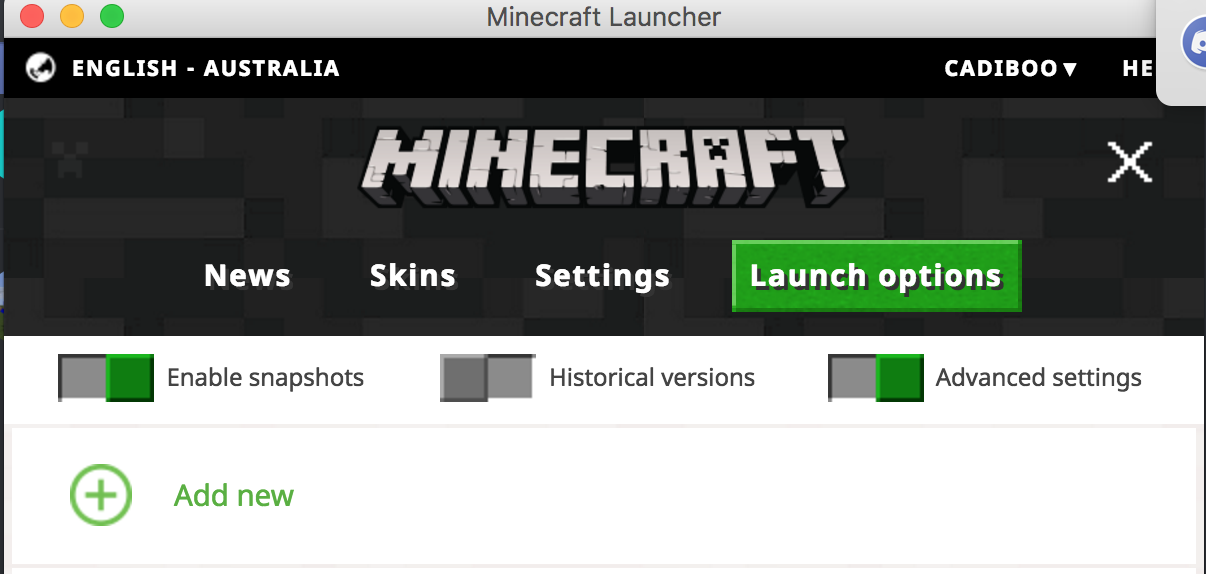 Minecraft Launcher
ENGLISH - AUSTRALIA CADIBOO▼ HE
MINECRAFT
News Skins Settings Launch options
Enable snapshots Historical versions Advanced settings
Add new